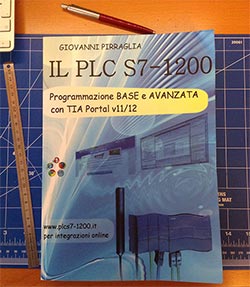 GIOVANNI PIRRAGLIA
IL PLC S7-1200
Programmazione BASE e AVANZATA
con TIA Portal v11/12
www.plcs7-1200.it
per integrazioni online